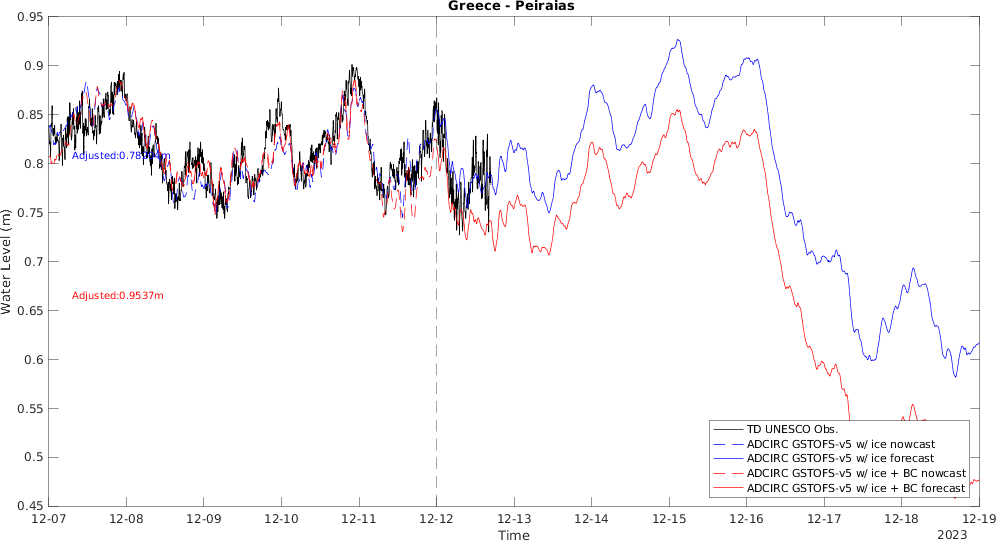 Greece - Peiraias
Water Level (m)
0.95
0.9
0.85
0.8
0.75
0.7
0.65
0.6
0.55
0.5
0.45
Adjusted:0.9537m
TD UNESCO Obs.
ADCIRC GSTOFS-v5 w/ ice nowcast
ADCIRC GSTOFS-v5 w/ ice forecast
ADCIRC GSTOFS-v5 w/ ice + BC nowcast
ADCIRC GSTOFS-v5 w/ ice + BC forecast
12-07 12-08 12-09 12-10 12-11 12-12 12-13 12-14 12-15 12-16 12-17 12-18 12-19
Time
2023